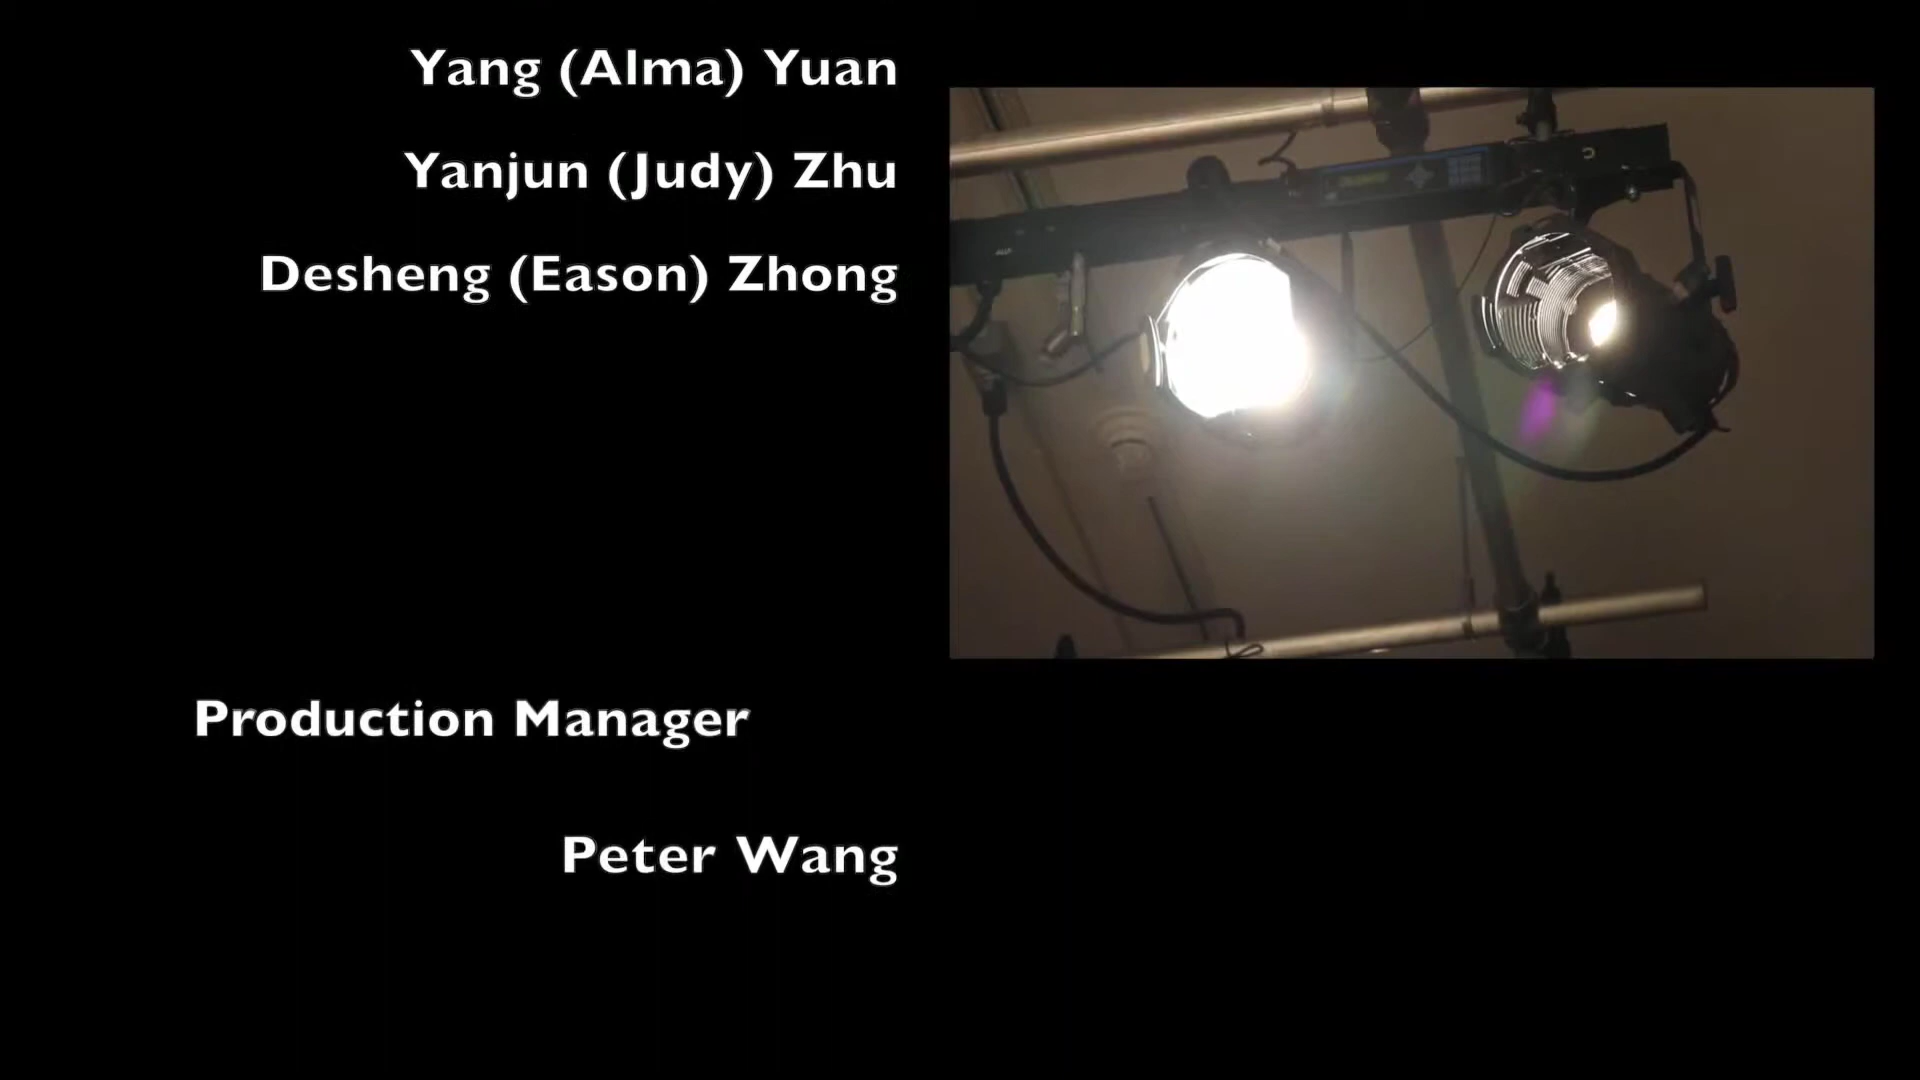 Yang (Alma) Yuan
Yanjun (Judy) Zhu
Desheng (Eason) Zhong
Production Manager
Peter Wang